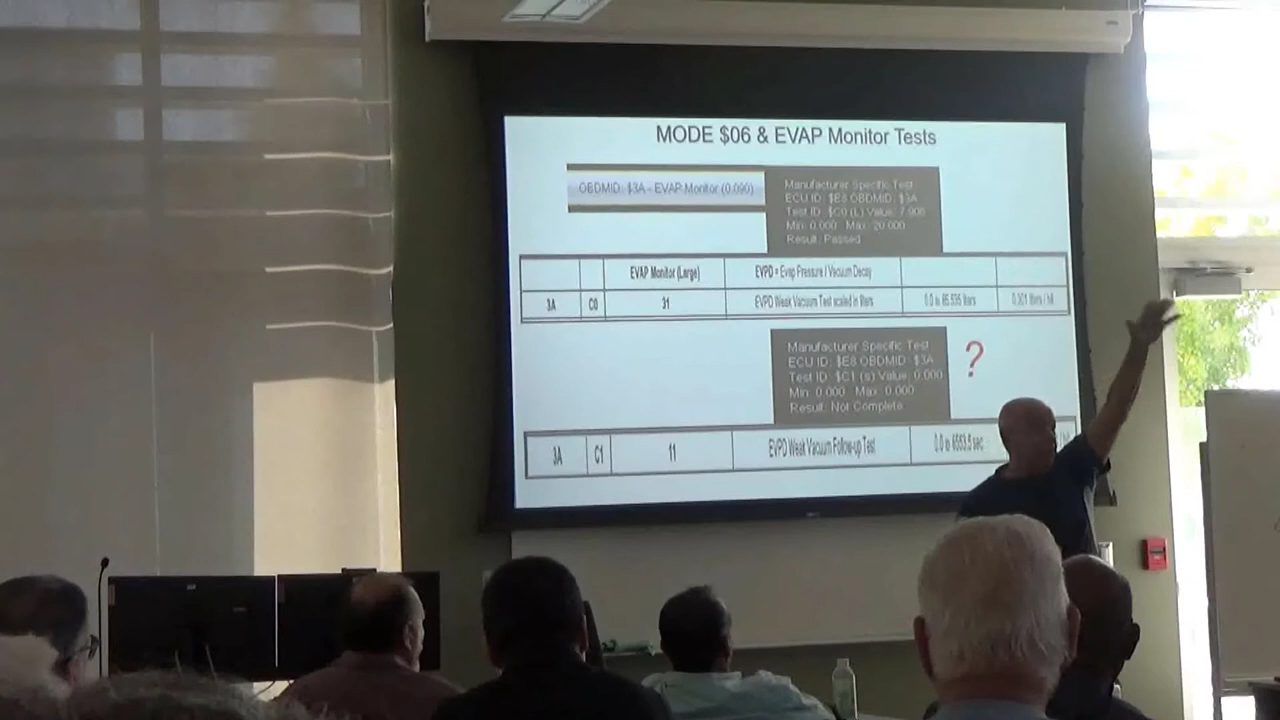 MODE $06 & EVAP Monitor Tests
OBDMID: $3A - EVAP Monitor (0.090)
Manufacturer Specific Test
ECU ID: $E8 OBDMID: $3A
Test ID: $C0 (L) Value: 7.906
Min: 0.000 Max: 20.000
Result: Passed
EVAP Monitor (Large) EVPD = Evap Pressure / Vacuum Decay
3A C0 31 EVPD Weak Vacuum Test scaled in liters 0.0 to 65.535 liters 0.001 liters / bit
Manufacturer Specific Test
ECU ID: $E8 OBDMID: $3A
Test ID: $C1 (s) Value: 0.000
Min: 0.000 Max: 0.000
Result: Not Complete
?
3A C1 11 EVPD Weak Vacuum Follow-up Test 0.0 to 6553.5 sec